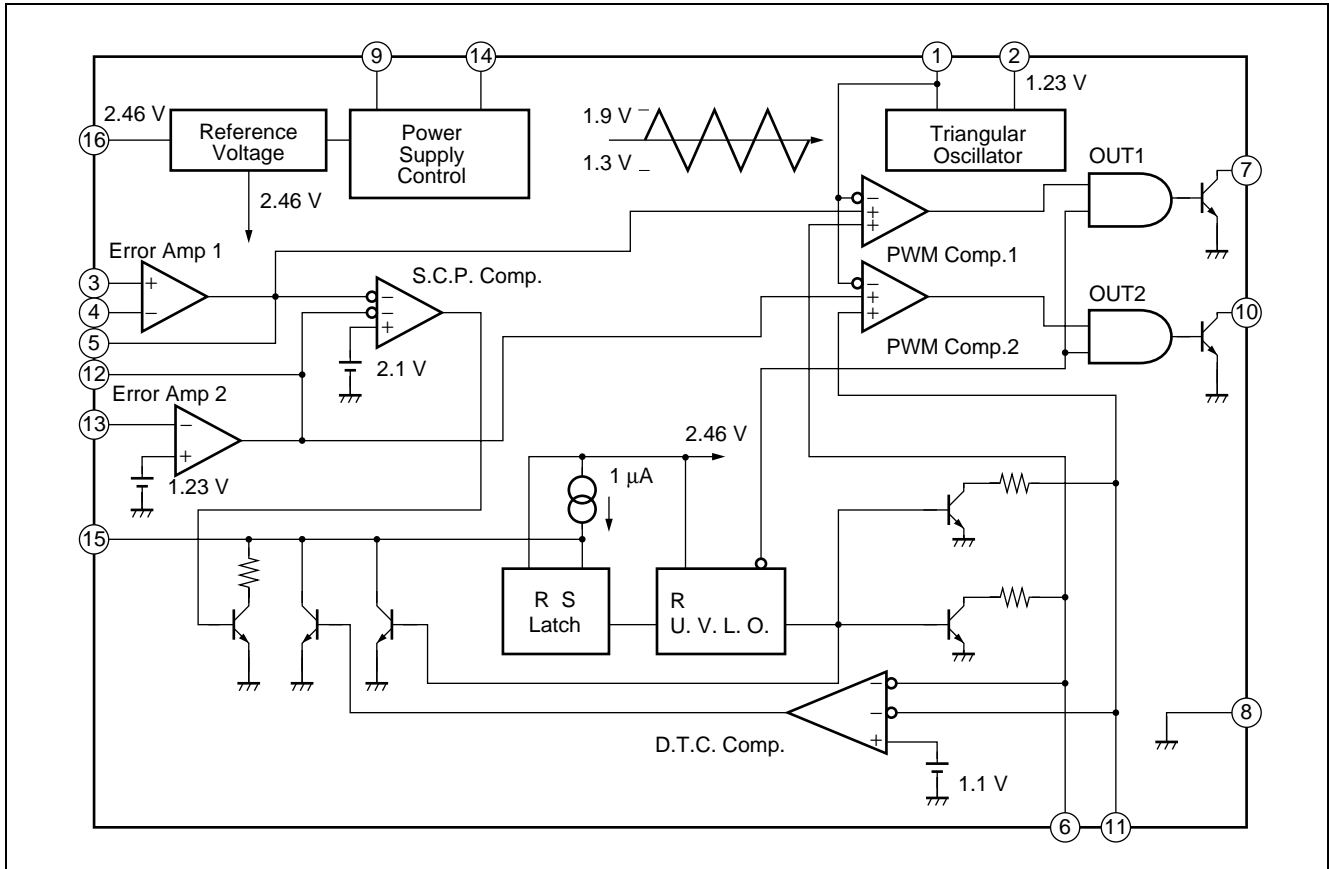 9
14
1
2
1.23 V
2.46 V
16
Reference
Voltage
Power
Supply
Control
1.9 V
1.3 V
Triangular
Oscillator
OUT1
7
2.46 V
Error Amp 1
3
+
−
4
5
S.C.P. Comp.
−
−
+
2.1 V
−
+
+
PWM Comp.1
−
+
+
PWM Comp.2
OUT2
10
12
Error Amp 2
13
−
+
1.23 V
2.46 V
1 μA
15
R S
Latch
R
U. V. L. O.
−
−
+
D.T.C. Comp.
1.1 V
8
6
11